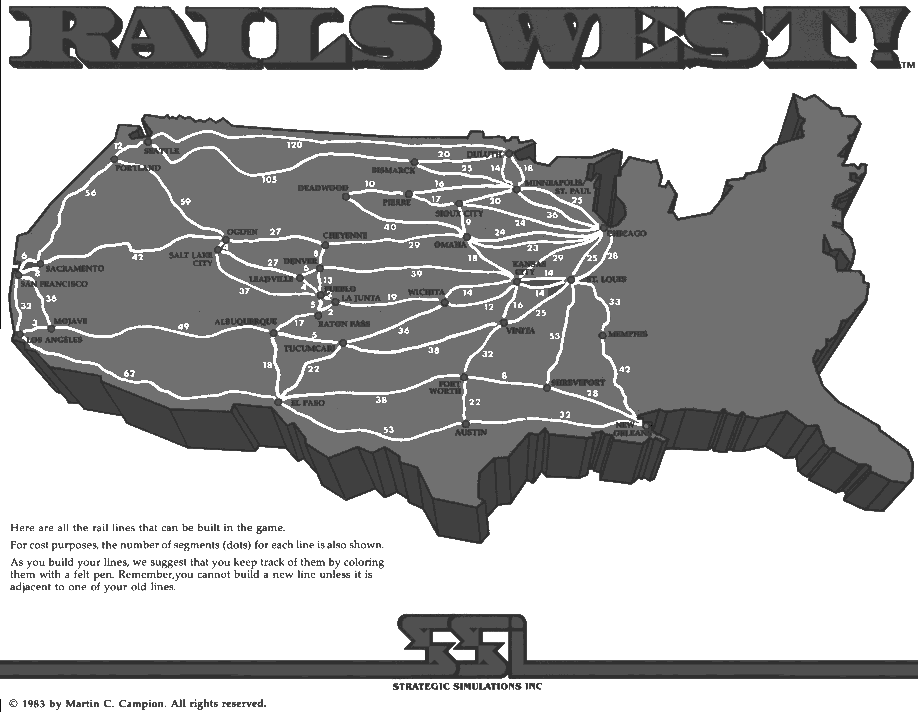 RAILS WEST!™
120
12
SEATTLE
PORTLAND
105
20
DULUTH
BISMARCK
25
14
18
MINNEAPOLIS/
ST. PAUL
DEADWOOD
10
16
PIERRE
17
20
25
36
SIOUX CITY
24
56
59
9
CHICAGO
OGDEN
27
CHEYENNE
40
29
OMAHA
24
23
SALT LAKE
CITY
4
42
6
SACRAMENTO
SAN FRANCISCO
27
DENVER
8
LEADVILLE
39
18
KANSAS
CITY
29
25
28
14
14
ST. LOUIS
37
13
PUEBLO
LA JUNTA
19
WICHITA
14
12
16
25
33
36
MOJAVE
3
LOS ANGELES
49
ALBUQUERQUE
17
5
2
RATON PASS
36
VINITA
53
MEMPHIS
5
TUCUMCARI
38
32
18
22
62
42
8
FORT
WORTH
SHREVEPORT
28
EL PASO
38
22
32
53
AUSTIN
NEW
ORLEANS
Here are all the rail lines that can be built in the game.
For cost purposes, the number of segments (dots) for each line is also shown.
As you build your lines, we suggest that you keep track of them by coloring
them with a felt pen. Remember, you cannot build a new line unless it is
adjacent to one of your old lines.
SSI
STRATEGIC SIMULATIONS INC
© 1983 by Martin C. Campion. All rights reserved.